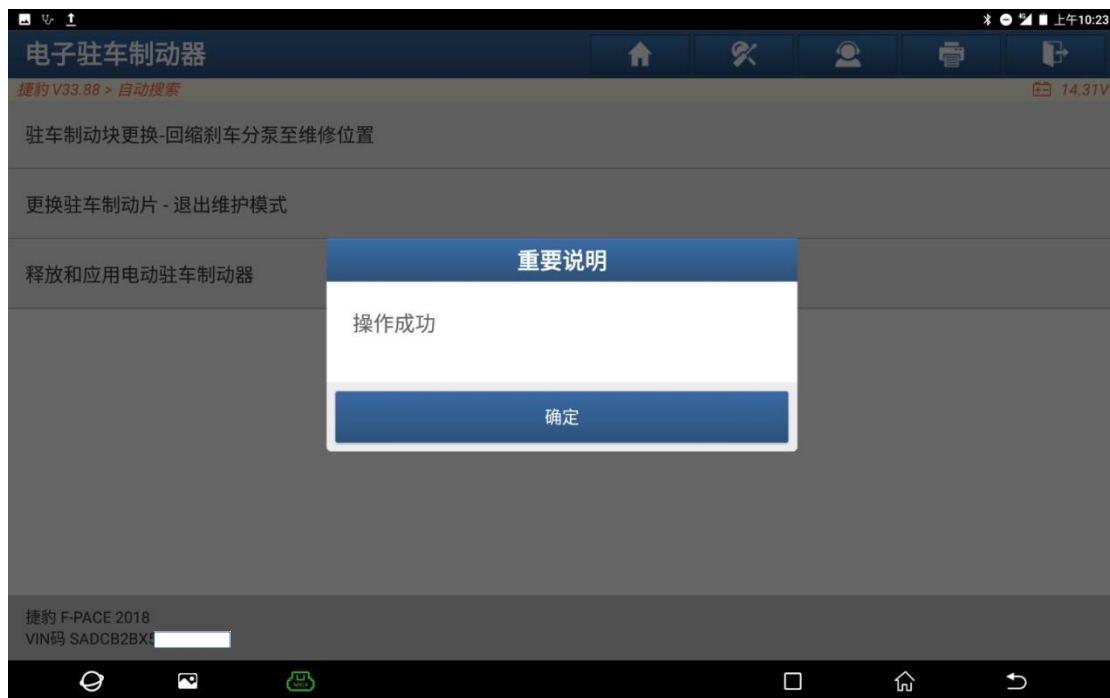 上午10:23
电子驻车制动器
捷豹 V33.88 > 自动搜索
14.31V
驻车制动块更换-回缩刹车分泵至维修位置
更换驻车制动片 - 退出维护模式
释放和应用电动驻车制动器
重要说明
操作成功
确定
捷豹 F-PACE 2018
VIN码 SADCB2BX5
VCI